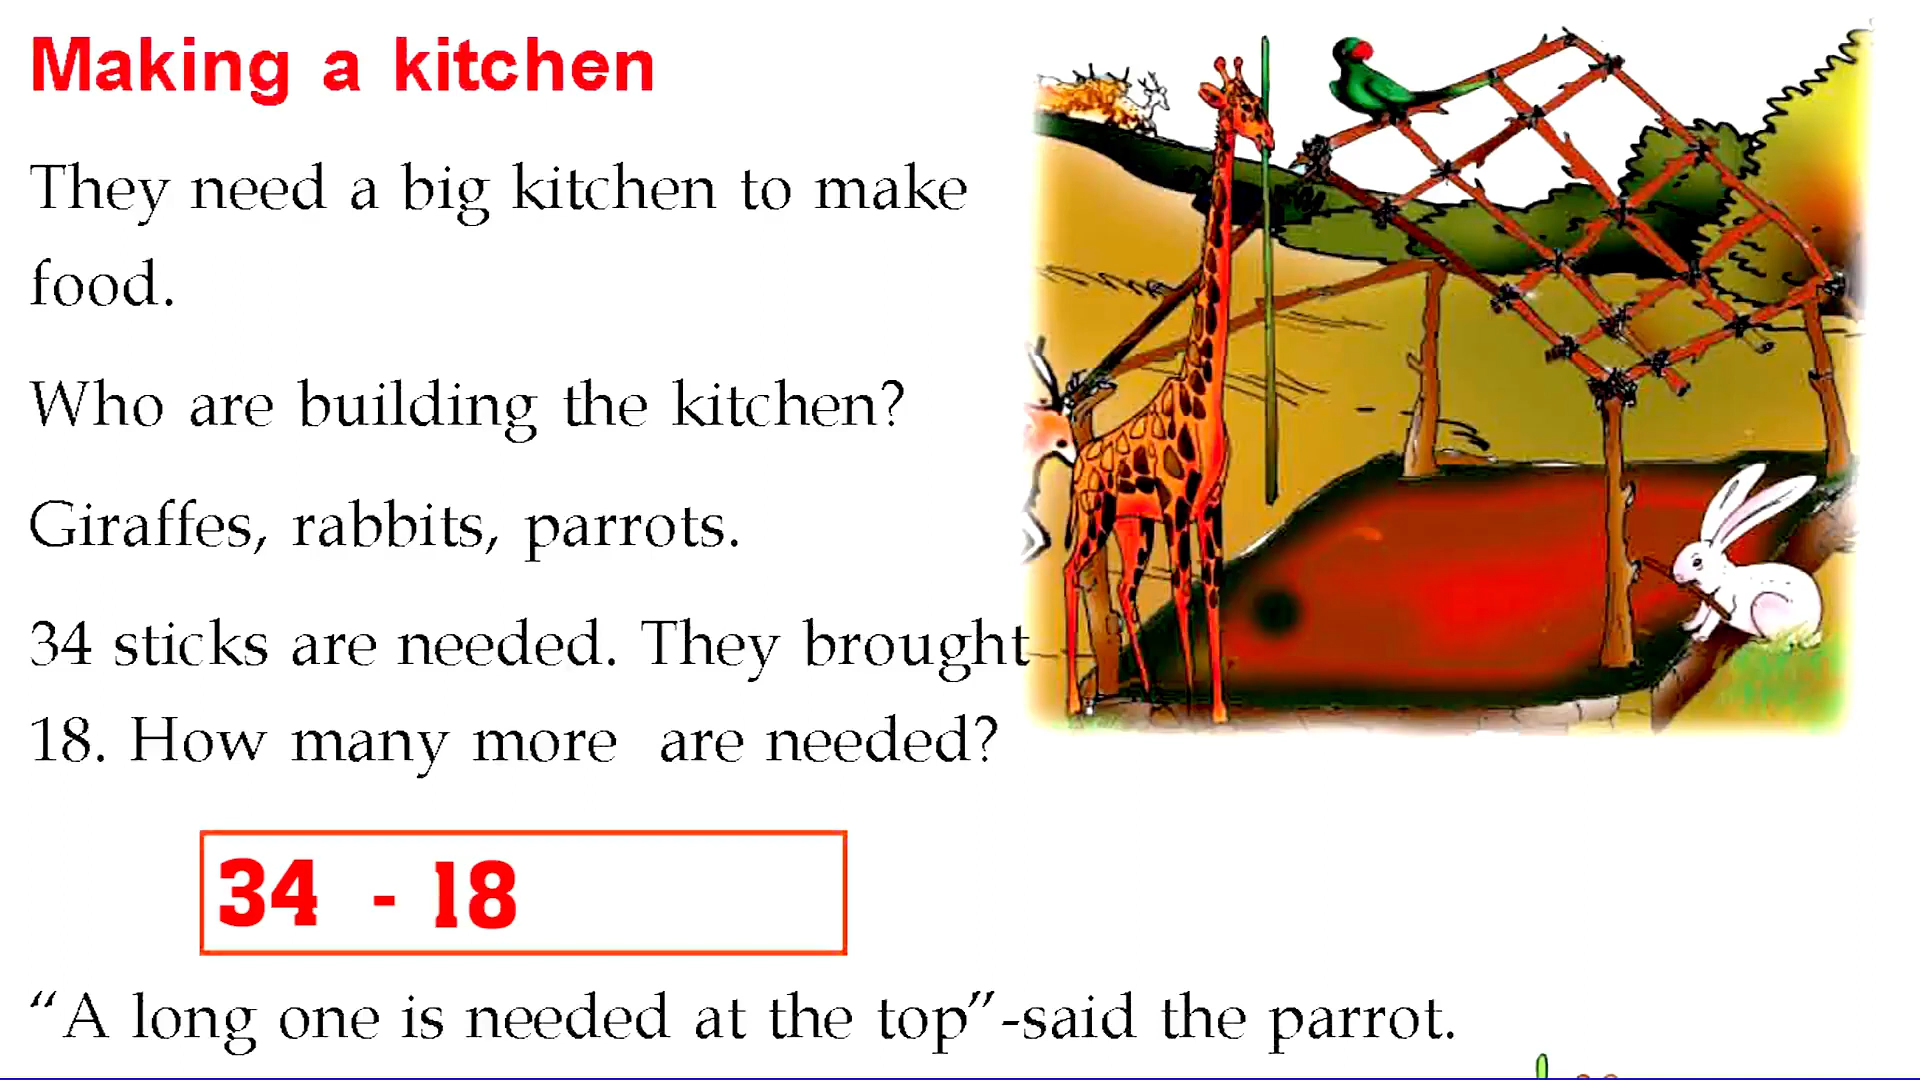 Making a kitchen
They need a big kitchen to make
food.
Who are building the kitchen?
Giraffes, rabbits, parrots.
34 sticks are needed. They brought
18. How many more are needed?
34 - 18
“A long one is needed at the top”-said the parrot.